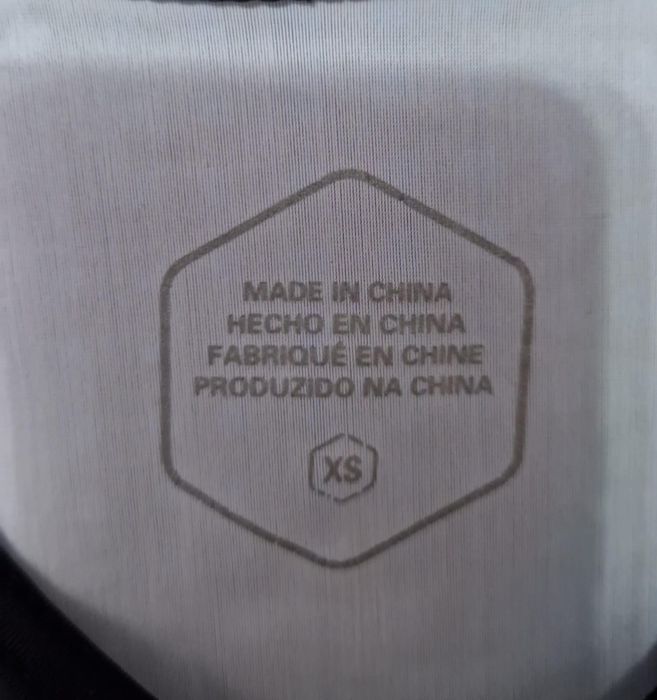 MADE IN CHINA
HECHO EN CHINA
FABRIQUÉ EN CHINE
PRODUZIDO NA CHINA
XS